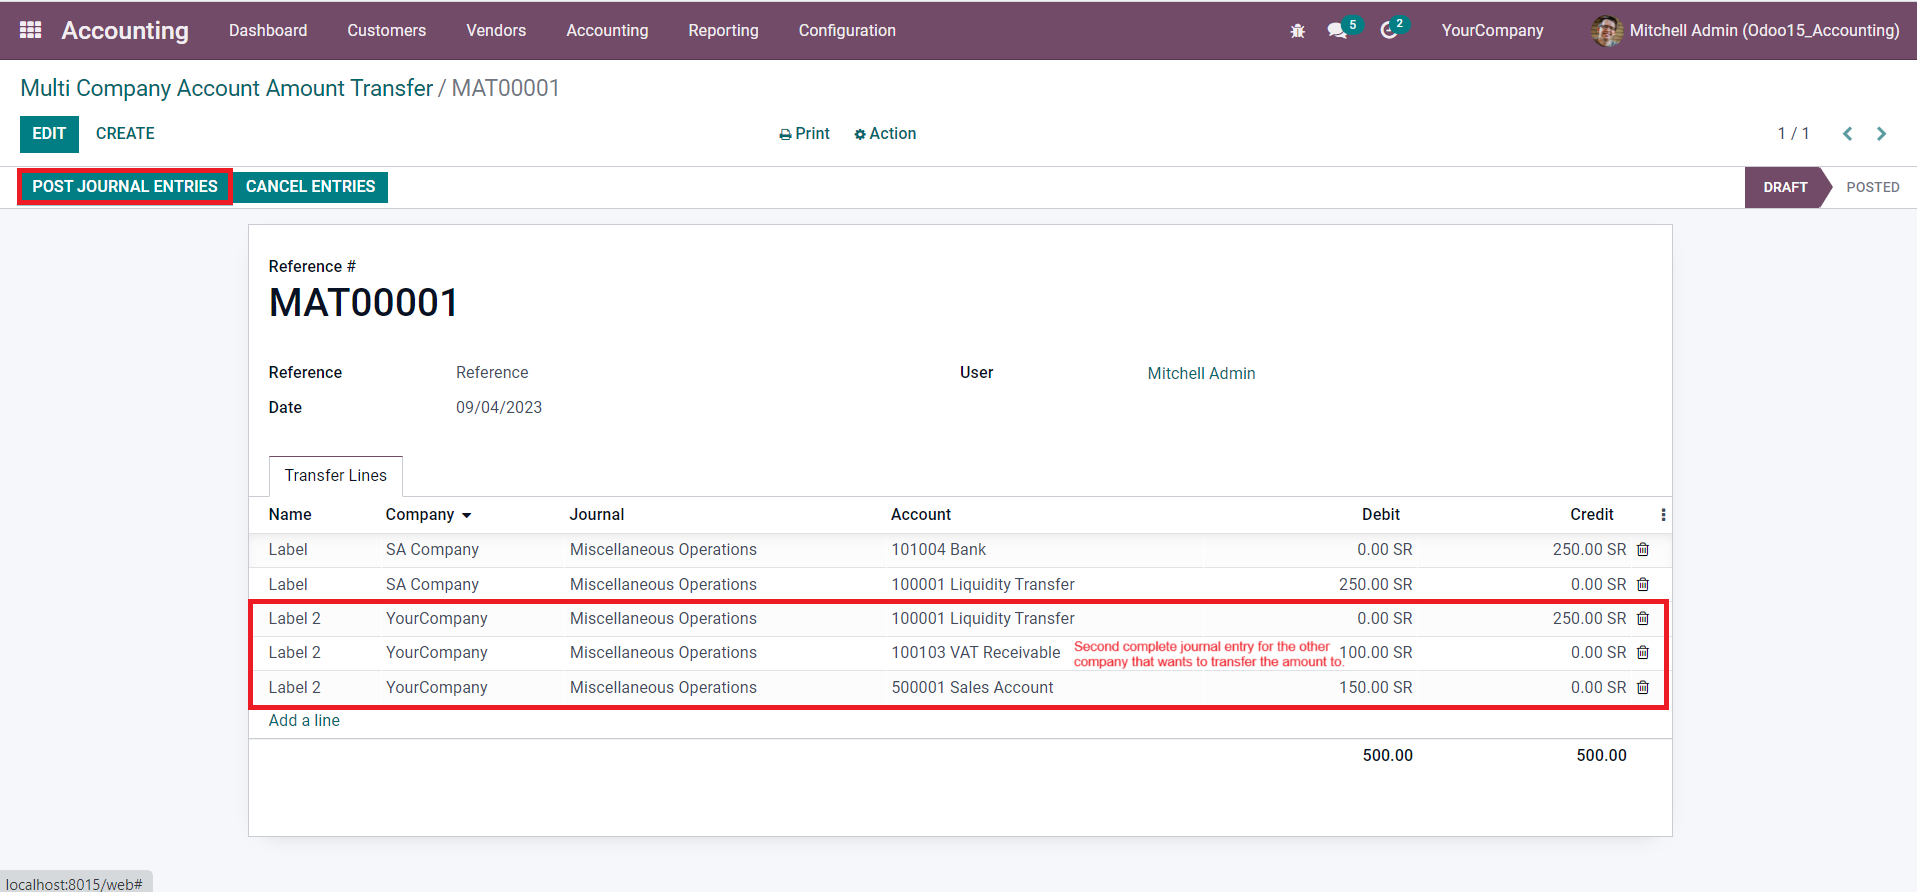 Accounting Dashboard Customers Vendors Accounting Reporting Configuration 5 2 YourCompany Mitchell Admin (Odoo15_Accounting)
Multi Company Account Amount Transfer / MAT00001
EDIT CREATE Print Action 1 / 1
POST JOURNAL ENTRIES CANCEL ENTRIES DRAFT POSTED
Reference #
MAT00001
Reference Reference User Mitchell Admin
Date 09/04/2023
Transfer Lines
Name Company Journal Account Debit Credit
Label SA Company Miscellaneous Operations 101004 Bank 0.00 SR 250.00 SR
Label SA Company Miscellaneous Operations 100001 Liquidity Transfer 250.00 SR 0.00 SR
Label 2 YourCompany Miscellaneous Operations 100001 Liquidity Transfer 0.00 SR 250.00 SR
Label 2 YourCompany Miscellaneous Operations 100103 VAT Receivable 100.00 SR 0.00 SR
Second complete journal entry for the other
company that wants to transfer the amount to.
Label 2 YourCompany Miscellaneous Operations 500001 Sales Account 150.00 SR 0.00 SR
Add a line
500.00 500.00
localhost:8015/web#